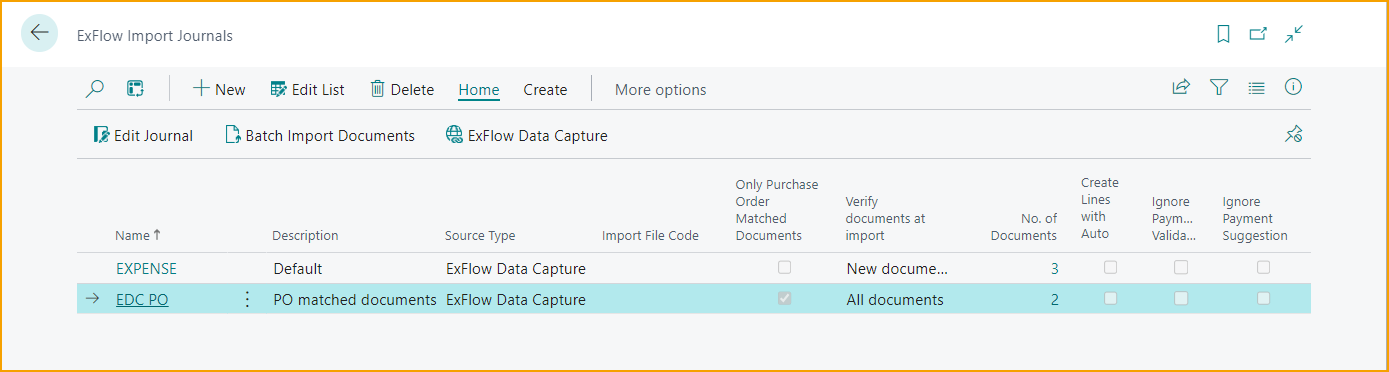 ExFlow Import Journals
New Edit List Delete Home Create More options
Edit Journal Batch Import Documents ExFlow Data Capture
Name ↑ Description Source Type Import File Code Only Purchase Order Matched Documents Verify documents at import No. of Documents Create Lines with Auto Ignore Paym... Valida... Ignore Payment Suggestion
EXPENSE Default ExFlow Data Capture New docume... 3
EDC PO PO matched documents ExFlow Data Capture All documents 2